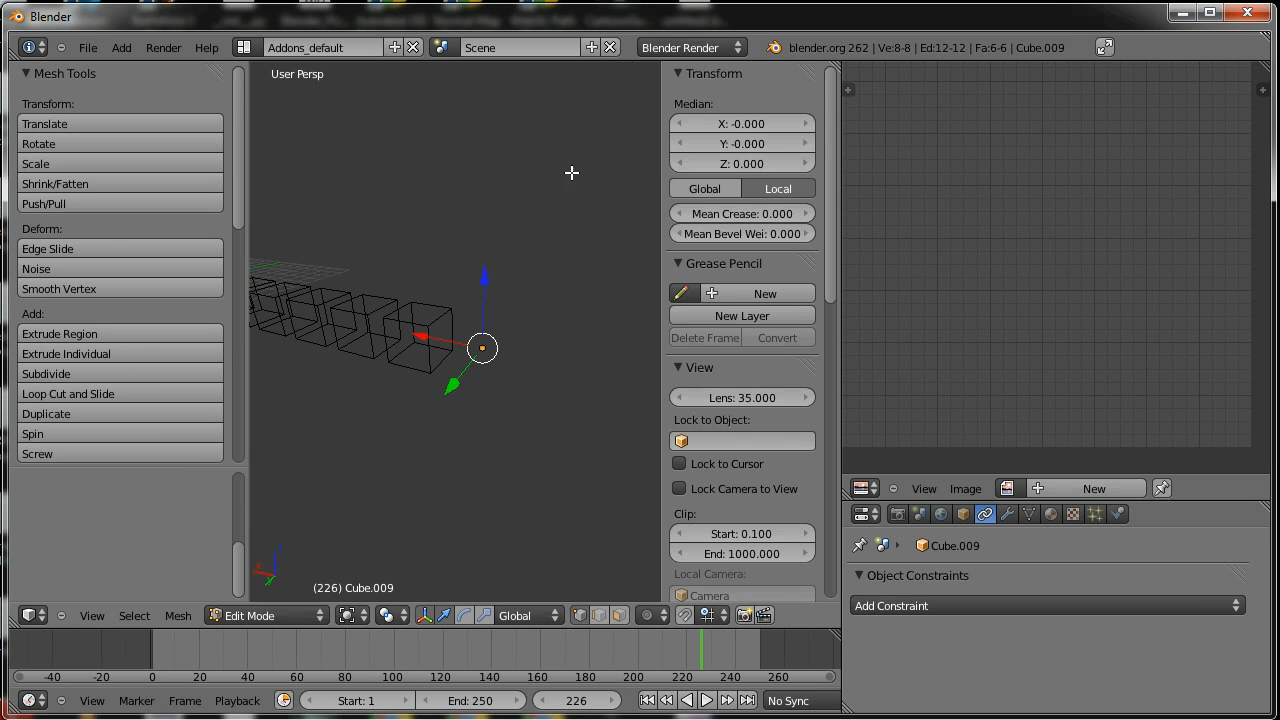 Blender
File Add Render Help Addons_default Scene Blender Render blender.org 262 | Ve:8-8 | Ed:12-12 | Fa:6-6 | Cube.009
Mesh Tools
Transform:
Translate
Rotate
Scale
Shrink/Fatten
Push/Pull
Deform:
Edge Slide
Noise
Smooth Vertex
Add:
Extrude Region
Extrude Individual
Subdivide
Loop Cut and Slide
Duplicate
Spin
Screw
User Persp
(226) Cube.009
Transform
Median:
X: -0.000
Y: -0.000
Z: 0.000
Global Local
Mean Crease: 0.000
Mean Bevel Wei: 0.000
Grease Pencil
New
New Layer
Delete Frame Convert
View
Lens: 35.000
Lock to Object:
Lock to Cursor
Lock Camera to View
Clip:
Start: 0.100
End: 1000.000
Local Camera:
Camera
View Select Mesh Edit Mode Global
-40 -20 0 20 40 60 80 100 120 140 160 180 200 220 240 260
View Marker Frame Playback Start: 1 End: 250 226 No Sync
View Image New
Cube.009
Object Constraints
Add Constraint